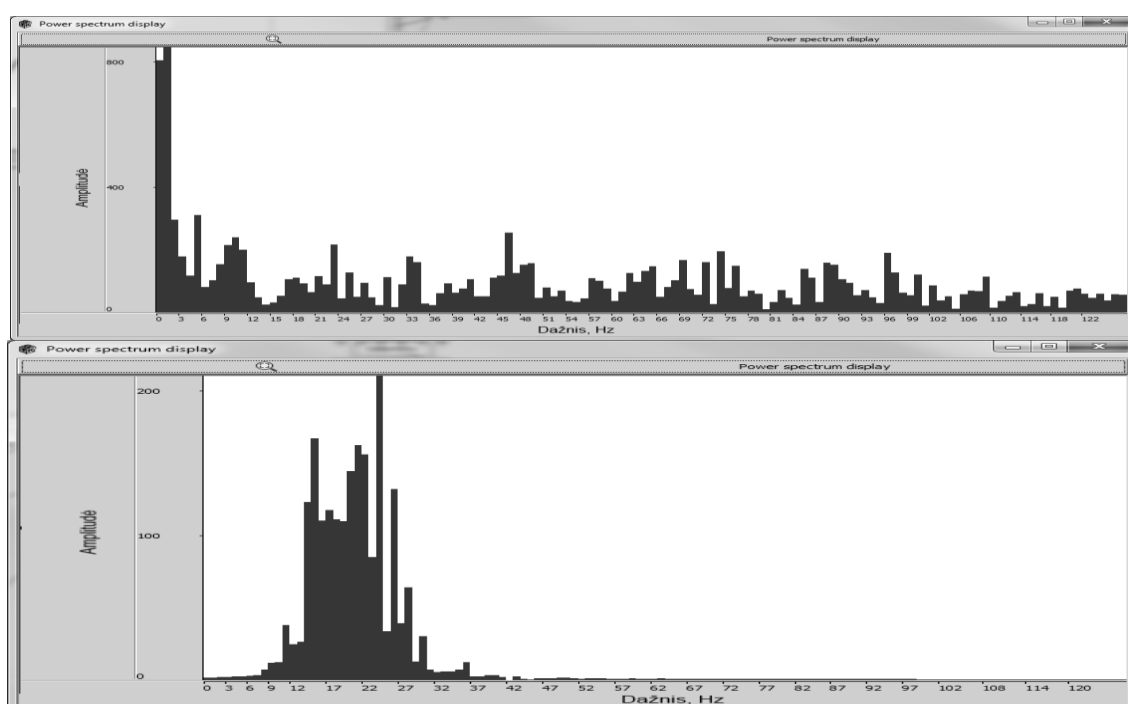 Power spectrum display
Power spectrum display
800
400
0
Amplitudė
0 3 6 9 12 15 18 21 24 27 30 33 36 39 42 45 48 51 54 57 60 63 66 69 72 75 78 81 84 87 90 93 96 99 102 106 110 114 118 122
Dažnis, Hz
Power spectrum display
Power spectrum display
200
100
0
Amplitudė
0 3 6 9 12 17 22 27 32 37 42 47 52 57 62 67 72 77 82 87 92 97 102 108 114 120
Dažnis, Hz